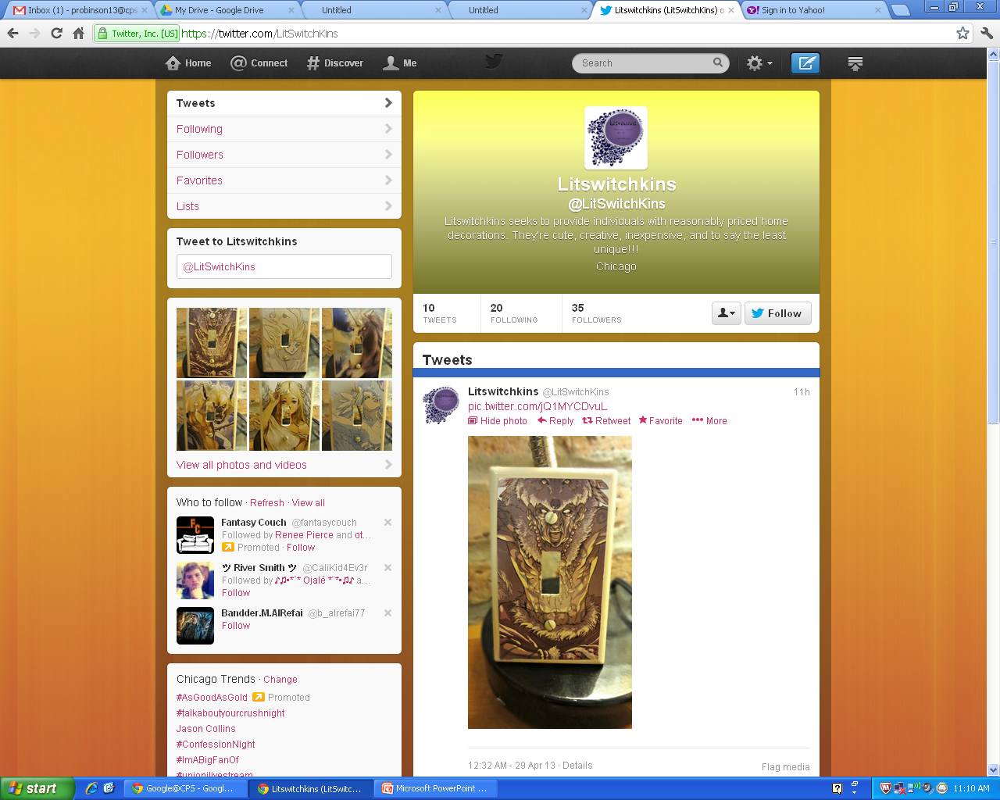 Inbox (1) - probinson13@cps
My Drive - Google Drive
Untitled
Untitled
Litswitchkins (LitSwitchKins) o
Sign in to Yahoo!
Twitter, Inc. [US] https://twitter.com/LitSwitchKins
Home
Connect
Discover
Me
Search
Tweets
Following
Followers
Favorites
Lists
Tweet to Litswitchkins
@LitSwitchKins
View all photos and videos
Who to follow · Refresh · View all
Fantasy Couch @fantasycouch
Followed by Renee Pierce and ot...
Promoted · Follow
ツ River Smith ツ @CaliKid4Ev3r
Followed by ♪♫•*¨* Ojalé *¨*•♫♪ a...
Follow
Bandder.M.AlRefai @b_alrefai77
Follow
Chicago Trends · Change
#AsGoodAsGold Promoted
#talkaboutyourcrushnight
Jason Collins
#ConfessionNight
#ImABigFanOf
#unionjlivestream
Litswitchkins
@LitSwitchKins
Litswitchkins seeks to provide individuals with reasonably priced home
decorations. They're cute, creative, inexpensive, and to say the least
unique!!!
Chicago
10 TWEETS
20 FOLLOWING
35 FOLLOWERS
Follow
Tweets
Litswitchkins @LitSwitchKins 11h
pic.twitter.com/jQ1MYCDvuL
Hide photo Reply Retweet Favorite More
12:32 AM - 29 Apr 13 · Details
Flag media
start
Google@CPS - Googl...
Litswitchkins (LitSwitc...
Microsoft PowerPoint ...
11:10 AM